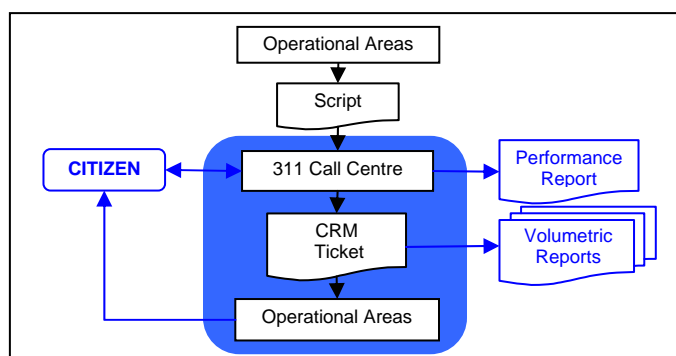 Operational Areas
Script
CITIZEN
311 Call Centre
Performance
Report
CRM
Ticket
Volumetric
Reports
Operational Areas